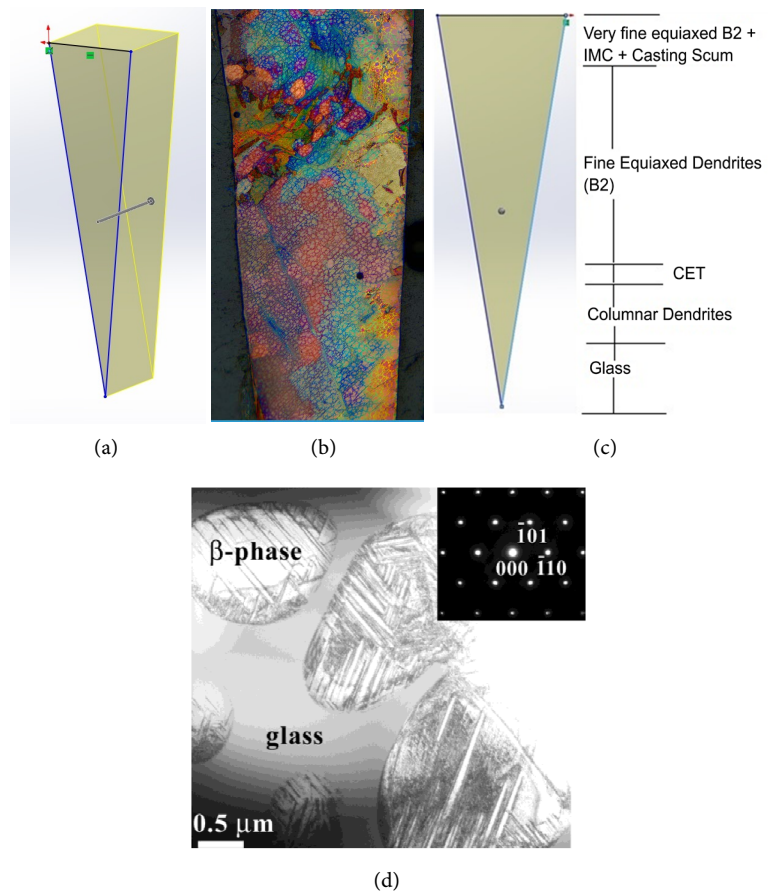 Very fine equiaxed B2 +
IMC + Casting Scum
Fine Equiaxed Dendrites
(B2)
CET
Columnar Dendrites
Glass
(a)
(b)
(c)
β-phase
glass
0.5 μm
1̄01
000
1̄10
(d)